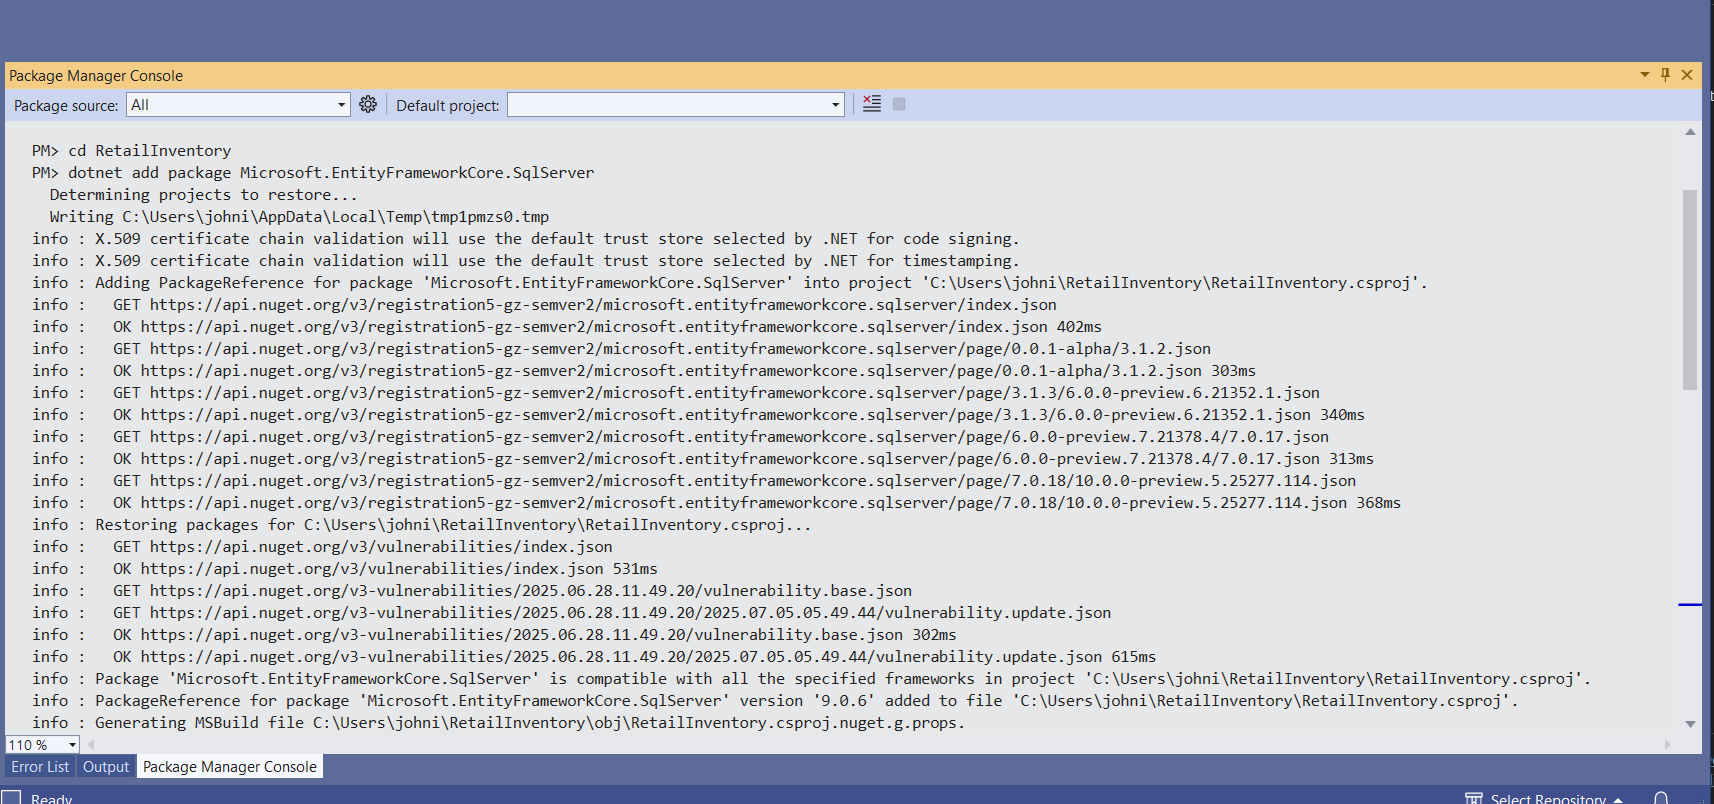 Package Manager Console
Package source: All Default project:
PM> cd RetailInventory
PM> dotnet add package Microsoft.EntityFrameworkCore.SqlServer
  Determining projects to restore...
  Writing C:\Users\johni\AppData\Local\Temp\tmp1pmzs0.tmp
info : X.509 certificate chain validation will use the default trust store selected by .NET for code signing.
info : X.509 certificate chain validation will use the default trust store selected by .NET for timestamping.
info : Adding PackageReference for package 'Microsoft.EntityFrameworkCore.SqlServer' into project 'C:\Users\johni\RetailInventory\RetailInventory.csproj'.
info :   GET https://api.nuget.org/v3/registration5-gz-semver2/microsoft.entityframeworkcore.sqlserver/index.json
info :   OK https://api.nuget.org/v3/registration5-gz-semver2/microsoft.entityframeworkcore.sqlserver/index.json 402ms
info :   GET https://api.nuget.org/v3/registration5-gz-semver2/microsoft.entityframeworkcore.sqlserver/page/0.0.1-alpha/3.1.2.json
info :   OK https://api.nuget.org/v3/registration5-gz-semver2/microsoft.entityframeworkcore.sqlserver/page/0.0.1-alpha/3.1.2.json 303ms
info :   GET https://api.nuget.org/v3/registration5-gz-semver2/microsoft.entityframeworkcore.sqlserver/page/3.1.3/6.0.0-preview.6.21352.1.json
info :   OK https://api.nuget.org/v3/registration5-gz-semver2/microsoft.entityframeworkcore.sqlserver/page/3.1.3/6.0.0-preview.6.21352.1.json 340ms
info :   GET https://api.nuget.org/v3/registration5-gz-semver2/microsoft.entityframeworkcore.sqlserver/page/6.0.0-preview.7.21378.4/7.0.17.json
info :   OK https://api.nuget.org/v3/registration5-gz-semver2/microsoft.entityframeworkcore.sqlserver/page/6.0.0-preview.7.21378.4/7.0.17.json 313ms
info :   GET https://api.nuget.org/v3/registration5-gz-semver2/microsoft.entityframeworkcore.sqlserver/page/7.0.18/10.0.0-preview.5.25277.114.json
info :   OK https://api.nuget.org/v3/registration5-gz-semver2/microsoft.entityframeworkcore.sqlserver/page/7.0.18/10.0.0-preview.5.25277.114.json 368ms
info : Restoring packages for C:\Users\johni\RetailInventory\RetailInventory.csproj...
info :   GET https://api.nuget.org/v3/vulnerabilities/index.json
info :   OK https://api.nuget.org/v3/vulnerabilities/index.json 531ms
info :   GET https://api.nuget.org/v3-vulnerabilities/2025.06.28.11.49.20/vulnerability.base.json
info :   GET https://api.nuget.org/v3-vulnerabilities/2025.06.28.11.49.20/2025.07.05.05.49.44/vulnerability.update.json
info :   OK https://api.nuget.org/v3-vulnerabilities/2025.06.28.11.49.20/vulnerability.base.json 302ms
info :   OK https://api.nuget.org/v3-vulnerabilities/2025.06.28.11.49.20/2025.07.05.05.49.44/vulnerability.update.json 615ms
info : Package 'Microsoft.EntityFrameworkCore.SqlServer' is compatible with all the specified frameworks in project 'C:\Users\johni\RetailInventory\RetailInventory.csproj'.
info : PackageReference for package 'Microsoft.EntityFrameworkCore.SqlServer' version '9.0.6' added to file 'C:\Users\johni\RetailInventory\RetailInventory.csproj'.
info : Generating MSBuild file C:\Users\johni\RetailInventory\obj\RetailInventory.csproj.nuget.g.props.
110 %
Error List Output Package Manager Console
Ready Select Repository